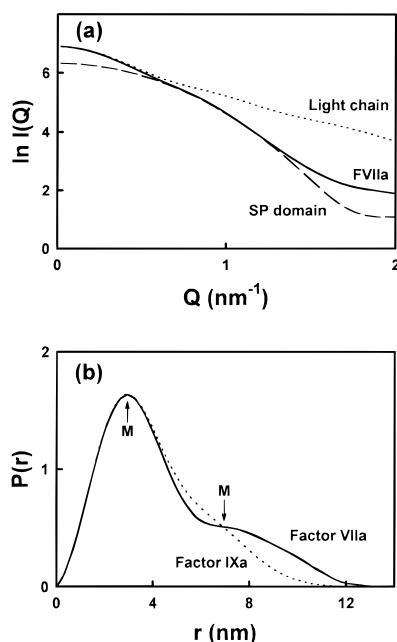 (a)
6
4
2
0
ln I(Q)
Light chain
FVIIa
SP domain
0
1
2
Q (nm⁻¹)
(b)
2
1
0
P(r)
M
M
Factor VIIa
Factor IXa
0
4
8
12
r (nm)